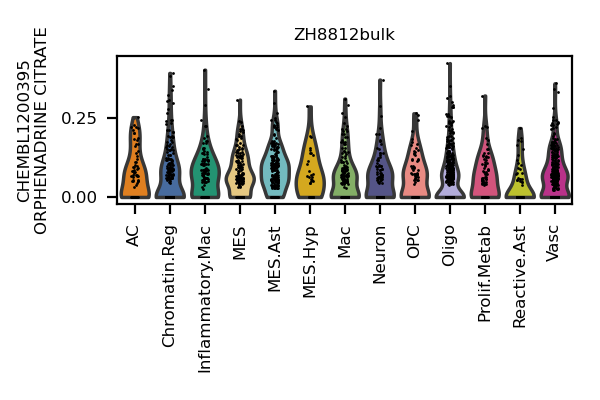 ZH8812bulk
CHEMBL1200395
ORPHENADRINE CITRATE
0.25
0.00
AC
Chromatin.Reg
Inflammatory.Mac
MES
MES.Ast
MES.Hyp
Mac
Neuron
OPC
Oligo
Prolif.Metab
Reactive.Ast
Vasc